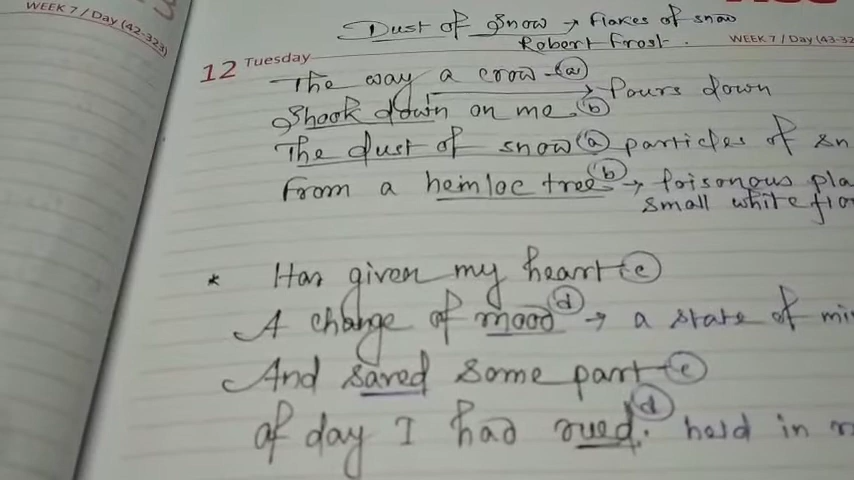 WEEK 7 / Day (42-323)
Dust of Snow → Flakes of snow
Robert Frost.
WEEK 7 / Day (43-32
12 Tuesday
The way a crow (a)
Shook down on me. (b) → Pours down
The dust of snow (a) particles of sn
From a hemloc tree (b) → poisonous pla
small white flo
* Has given my heart (c)
A change of mood (d) → a state of mi
And saved some part (c)
of day I had rued. (d) held in r